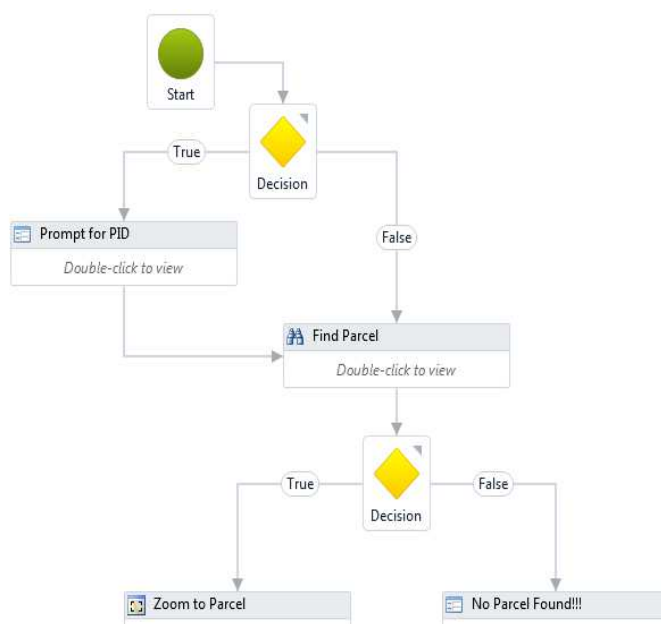 Start
Decision
True
False
Prompt for PID
Double-click to view
Find Parcel
Double-click to view
Decision
True
False
Zoom to Parcel
No Parcel Found!!!